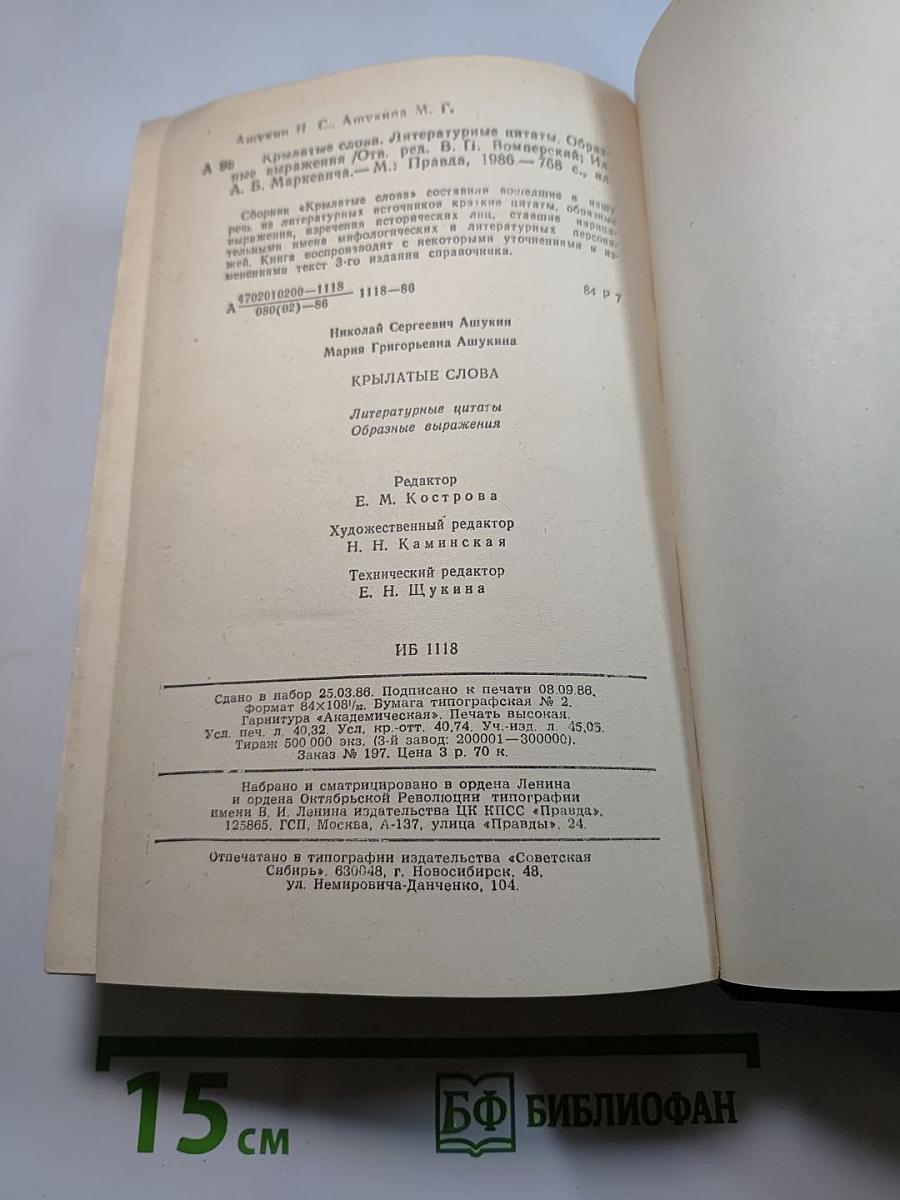 Ашукин Н. С., Ашукина М. Г.
А 98 Крылатые слова. Литературные цитаты. Образ-
ные выражения /Отв. ред. В. П. Вомперский; Ил.
А. Б. Маркевича.— М.: Правда, 1986.— 768 с., ил.
Сборник «Крылатые слова» составили вошедшие в нашу
речь из литературных источников краткие цитаты, образные
выражения, изречения исторических лиц, ставшие нарица-
тельными имена мифологических и литературных персона-
жей. Книга воспроизводит с некоторыми уточнениями и из-
менениями текст 3-го издания справочника.
А 4702010200—1118 1118—86 84 р 7
080(02)—86
Николай Сергеевич Ашукин
Мария Григорьевна Ашукина
КРЫЛАТЫЕ СЛОВА
Литературные цитаты
Образные выражения
Редактор
Е. М. Кострова
Художественный редактор
Н. Н. Каминская
Технический редактор
Е. Н. Щукина
ИБ 1118
Сдано в набор 25.03.86. Подписано к печати 08.09.86.
Формат 84×108¹/₃₂. Бумага типографская № 2.
Гарнитура «Академическая». Печать высокая.
Усл. печ. л. 40,32. Усл. кр.-отт. 40,74. Уч.-изд. л. 45,03.
Тираж 500 000 экз. (3-й завод: 200001—300000).
Заказ № 197. Цена 3 р. 70 к.
Набрано и сматрицировано в ордена Ленина
и ордена Октябрьской Революции типографии
имени В. И. Ленина издательства ЦК КПСС «Правда».
125865, ГСП, Москва, А-137, улица «Правды», 24.
Отпечатано в типографии издательства «Советская
Сибирь». 630048, г. Новосибирск, 48,
ул. Немировича-Данченко, 104.
15 см
БФ БИБЛИОФАН